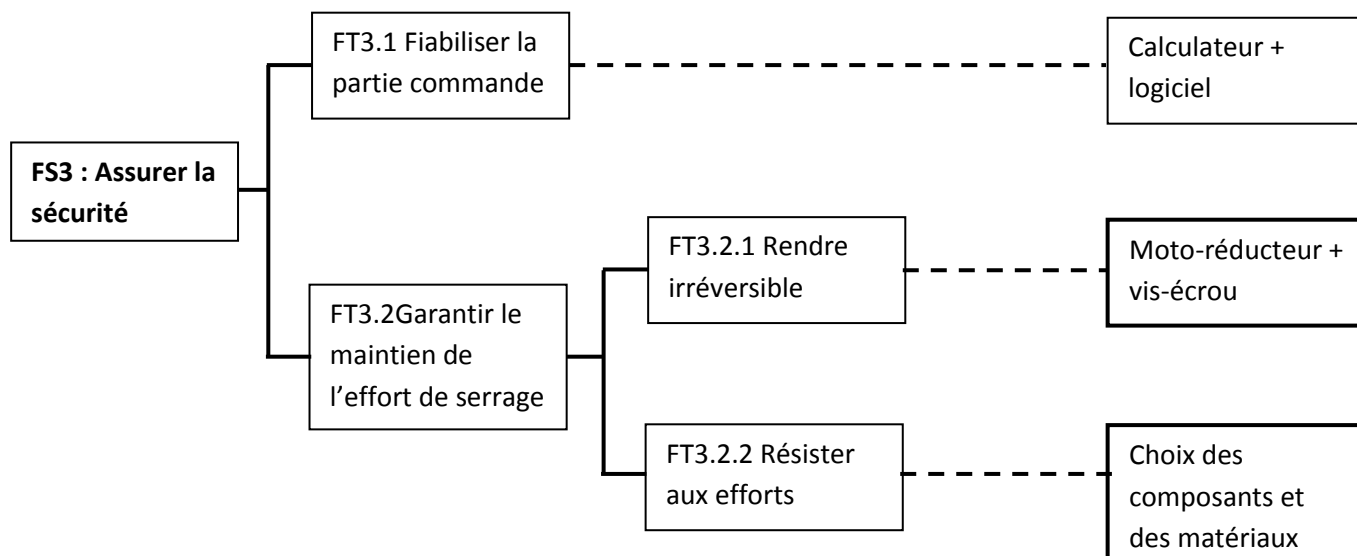 FT3.1 Fiabiliser la
partie commande
Calculateur +
logiciel
FS3 : Assurer la
sécurité
FT3.2.1 Rendre
irréversible
Moto-réducteur +
vis-écrou
FT3.2Garantir le
maintien de
l’effort de serrage
FT3.2.2 Résister
aux efforts
Choix des
composants et
des matériaux